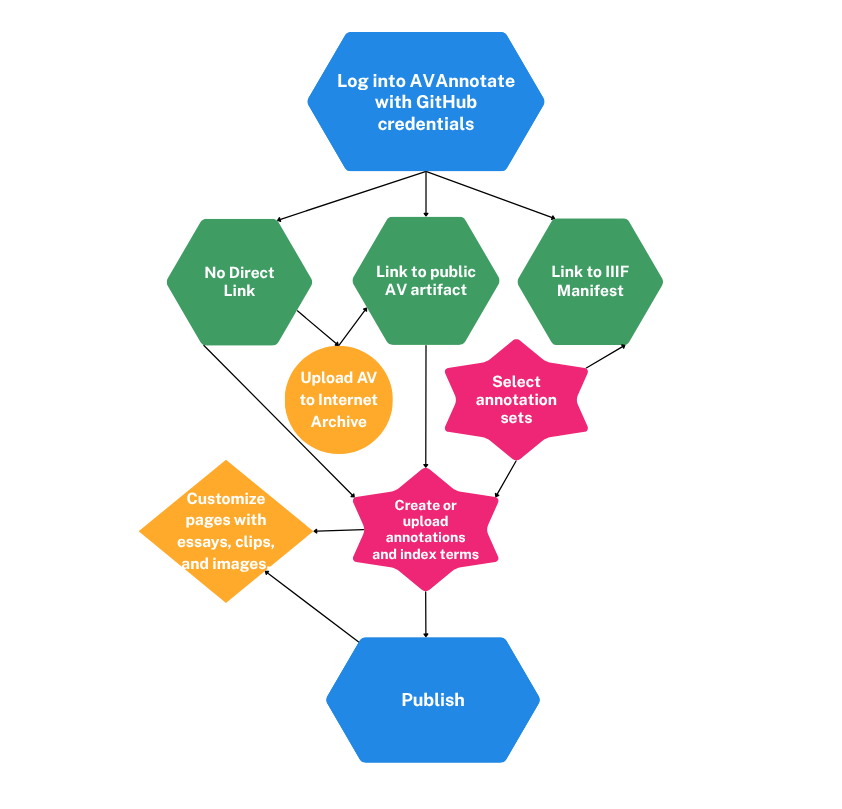 Log into AVAnnotate
with GitHub
credentials
No Direct
Link
Link to public
AV artifact
Link to IIIF
Manifest
Upload AV
to Internet
Archive
Select
annotation
sets
Customize
pages with
essays, clips,
and images.
Create or
upload
annotations
and index terms
Publish